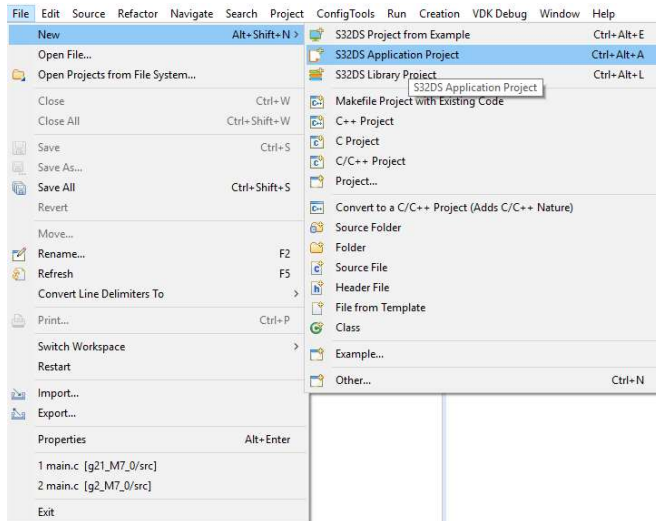 File Edit Source Refactor Navigate Search Project ConfigTools Run Creation VDK Debug Window Help
New Alt+Shift+N >
Open File...
Open Projects from File System...
Close Ctrl+W
Close All Ctrl+Shift+W
Save Ctrl+S
Save As...
Save All Ctrl+Shift+S
Revert
Move...
Rename... F2
Refresh F5
Convert Line Delimiters To >
Print... Ctrl+P
Switch Workspace >
Restart
Import...
Export...
Properties Alt+Enter
1 main.c [g21_M7_0/src]
2 main.c [g2_M7_0/src]
Exit
S32DS Project from Example Ctrl+Alt+E
S32DS Application Project Ctrl+Alt+A
S32DS Library Project Ctrl+Alt+L
S32DS Application Project
Makefile Project with Existing Code
C++ Project
C Project
C/C++ Project
Project...
Convert to a C/C++ Project (Adds C/C++ Nature)
Source Folder
Folder
Source File
Header File
File from Template
Class
Example...
Other... Ctrl+N